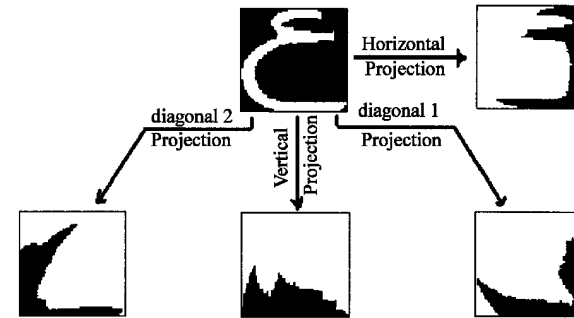 Horizontal
Projection
diagonal 2
Projection
Vertical
Projection
diagonal 1
Projection